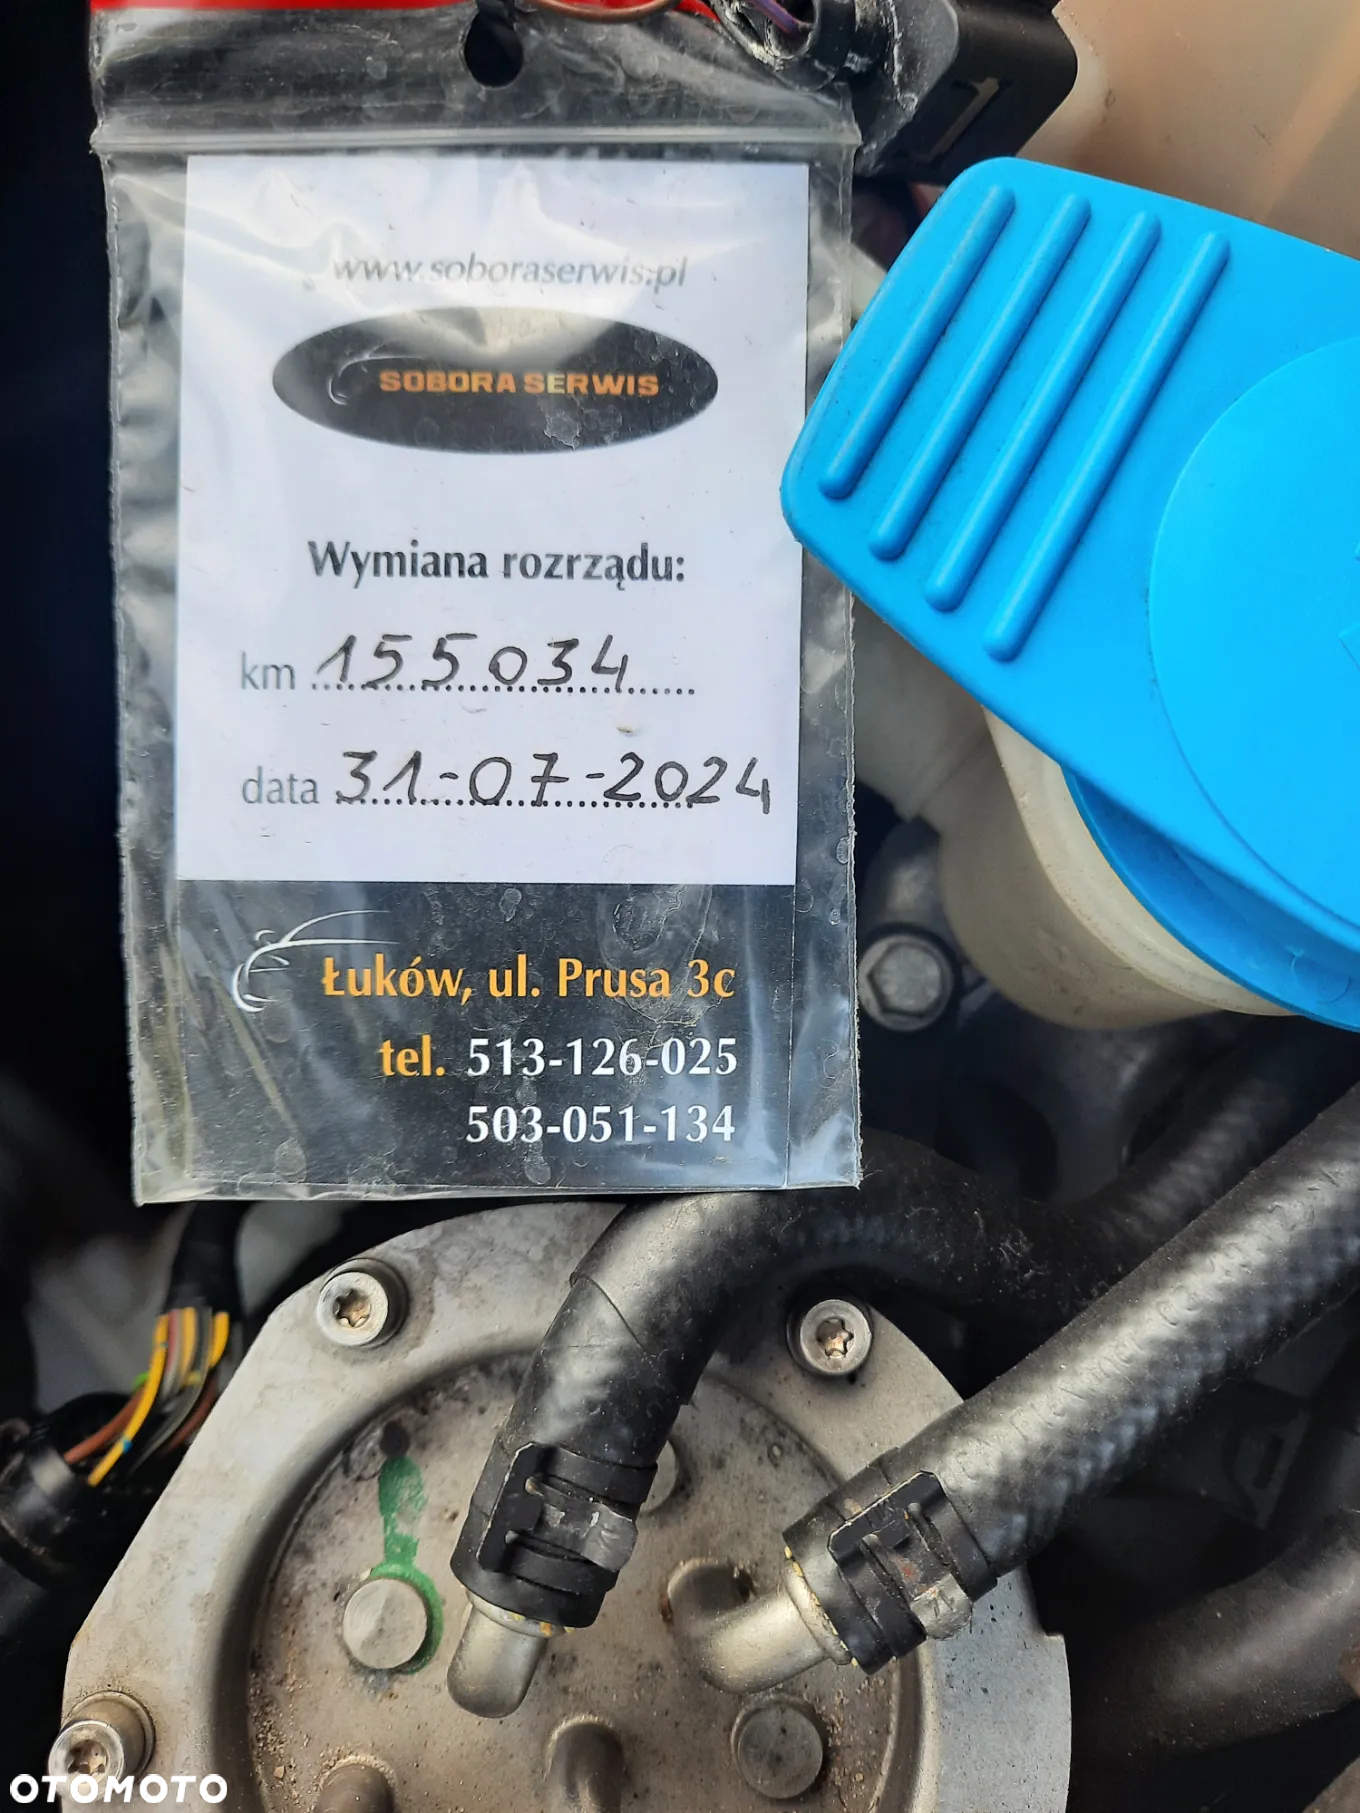 www.soboraserwis.pl
SOBORA SERWIS
Wymiana rozrządu:
km 155034
data 31-07-2024
Łuków, ul. Prusa 3c
tel. 513-126-025
503-051-134
OTOMOTO